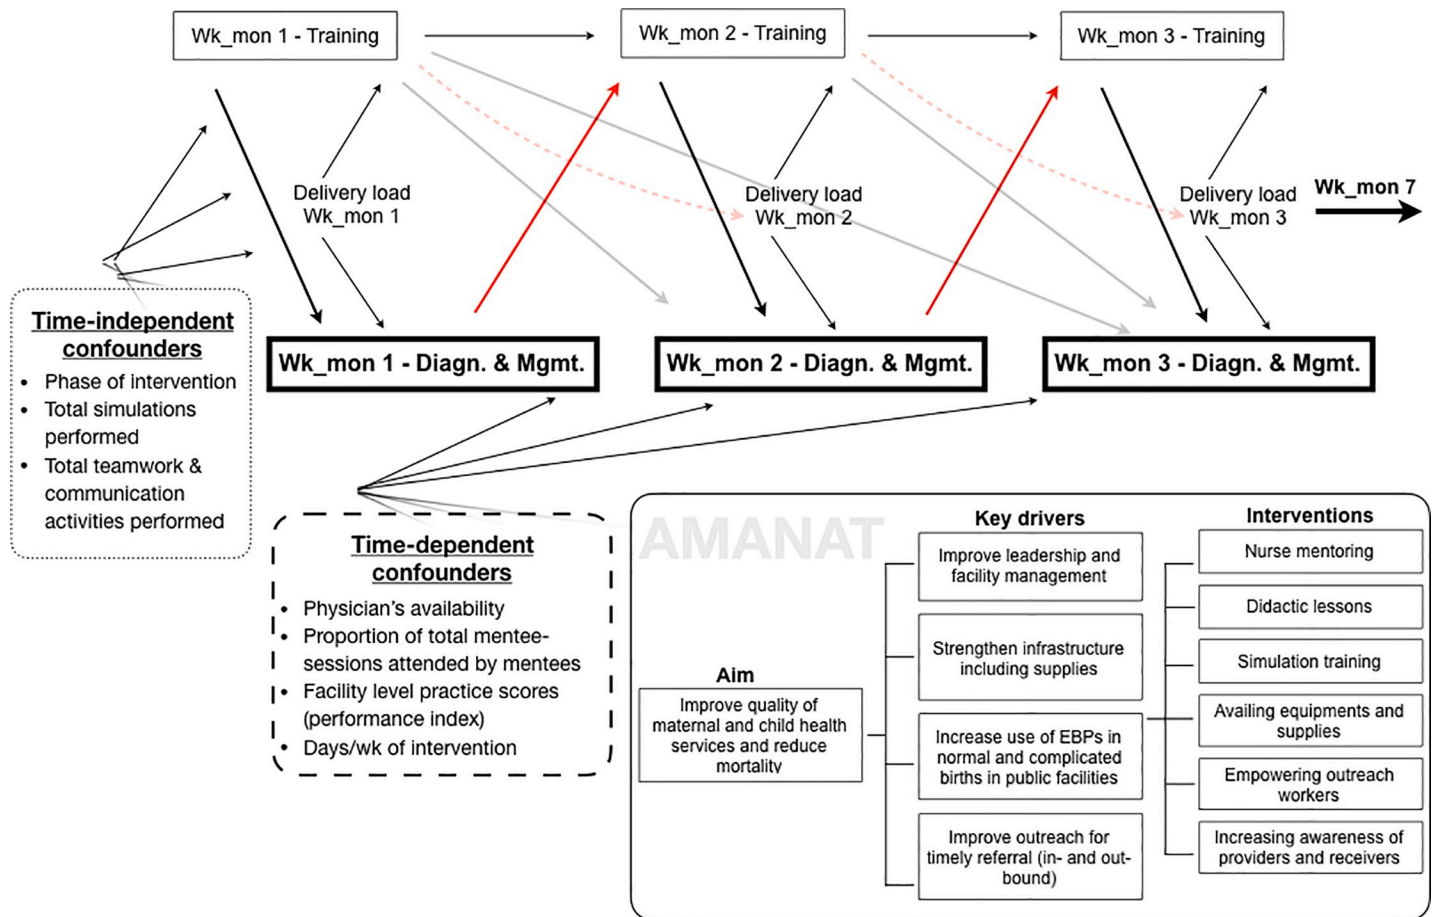 Wk_mon 1 - Training
Wk_mon 2 - Training
Wk_mon 3 - Training
Delivery load
Wk_mon 1
Delivery load
Wk_mon 2
Delivery load
Wk_mon 3
Wk_mon 7
Wk_mon 1 - Diagn. & Mgmt.
Wk_mon 2 - Diagn. & Mgmt.
Wk_mon 3 - Diagn. & Mgmt.
Time-independent
confounders
• Phase of intervention
• Total simulations
performed
• Total teamwork &
communication
activities performed
Time-dependent
confounders
• Physician's availability
• Proportion of total mentee-
sessions attended by mentees
• Facility level practice scores
(performance index)
• Days/wk of intervention
AMANAT
Aim
Improve quality of
maternal and child health
services and reduce
mortality
Key drivers
Improve leadership and
facility management
Strengthen infrastructure
including supplies
Increase use of EBPs in
normal and complicated
births in public facilities
Improve outreach for
timely referral (in- and out-
bound)
Interventions
Nurse mentoring
Didactic lessons
Simulation training
Availing equipments and
supplies
Empowering outreach
workers
Increasing awareness of
providers and receivers